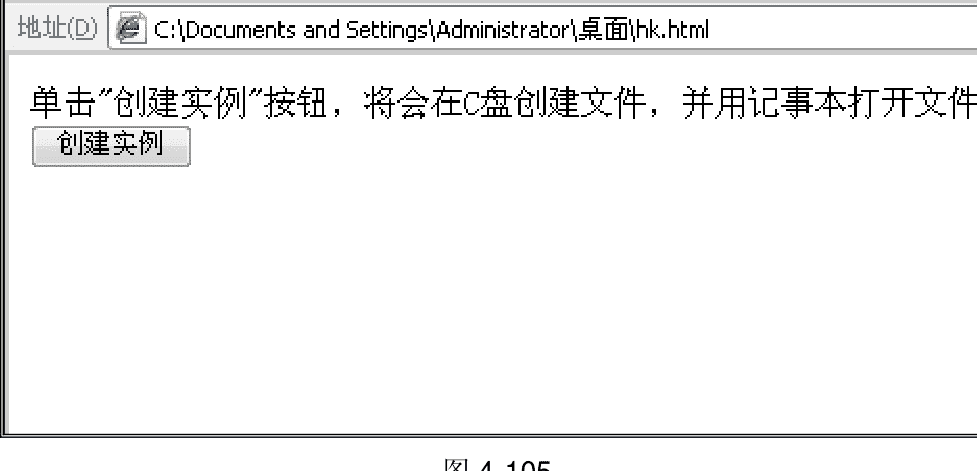 地址(D) C:\Documents and Settings\Administrator\桌面\hk.html
单击"创建实例"按钮，将会在C盘创建文件，并用记事本打开文件
创建实例
图 4-105